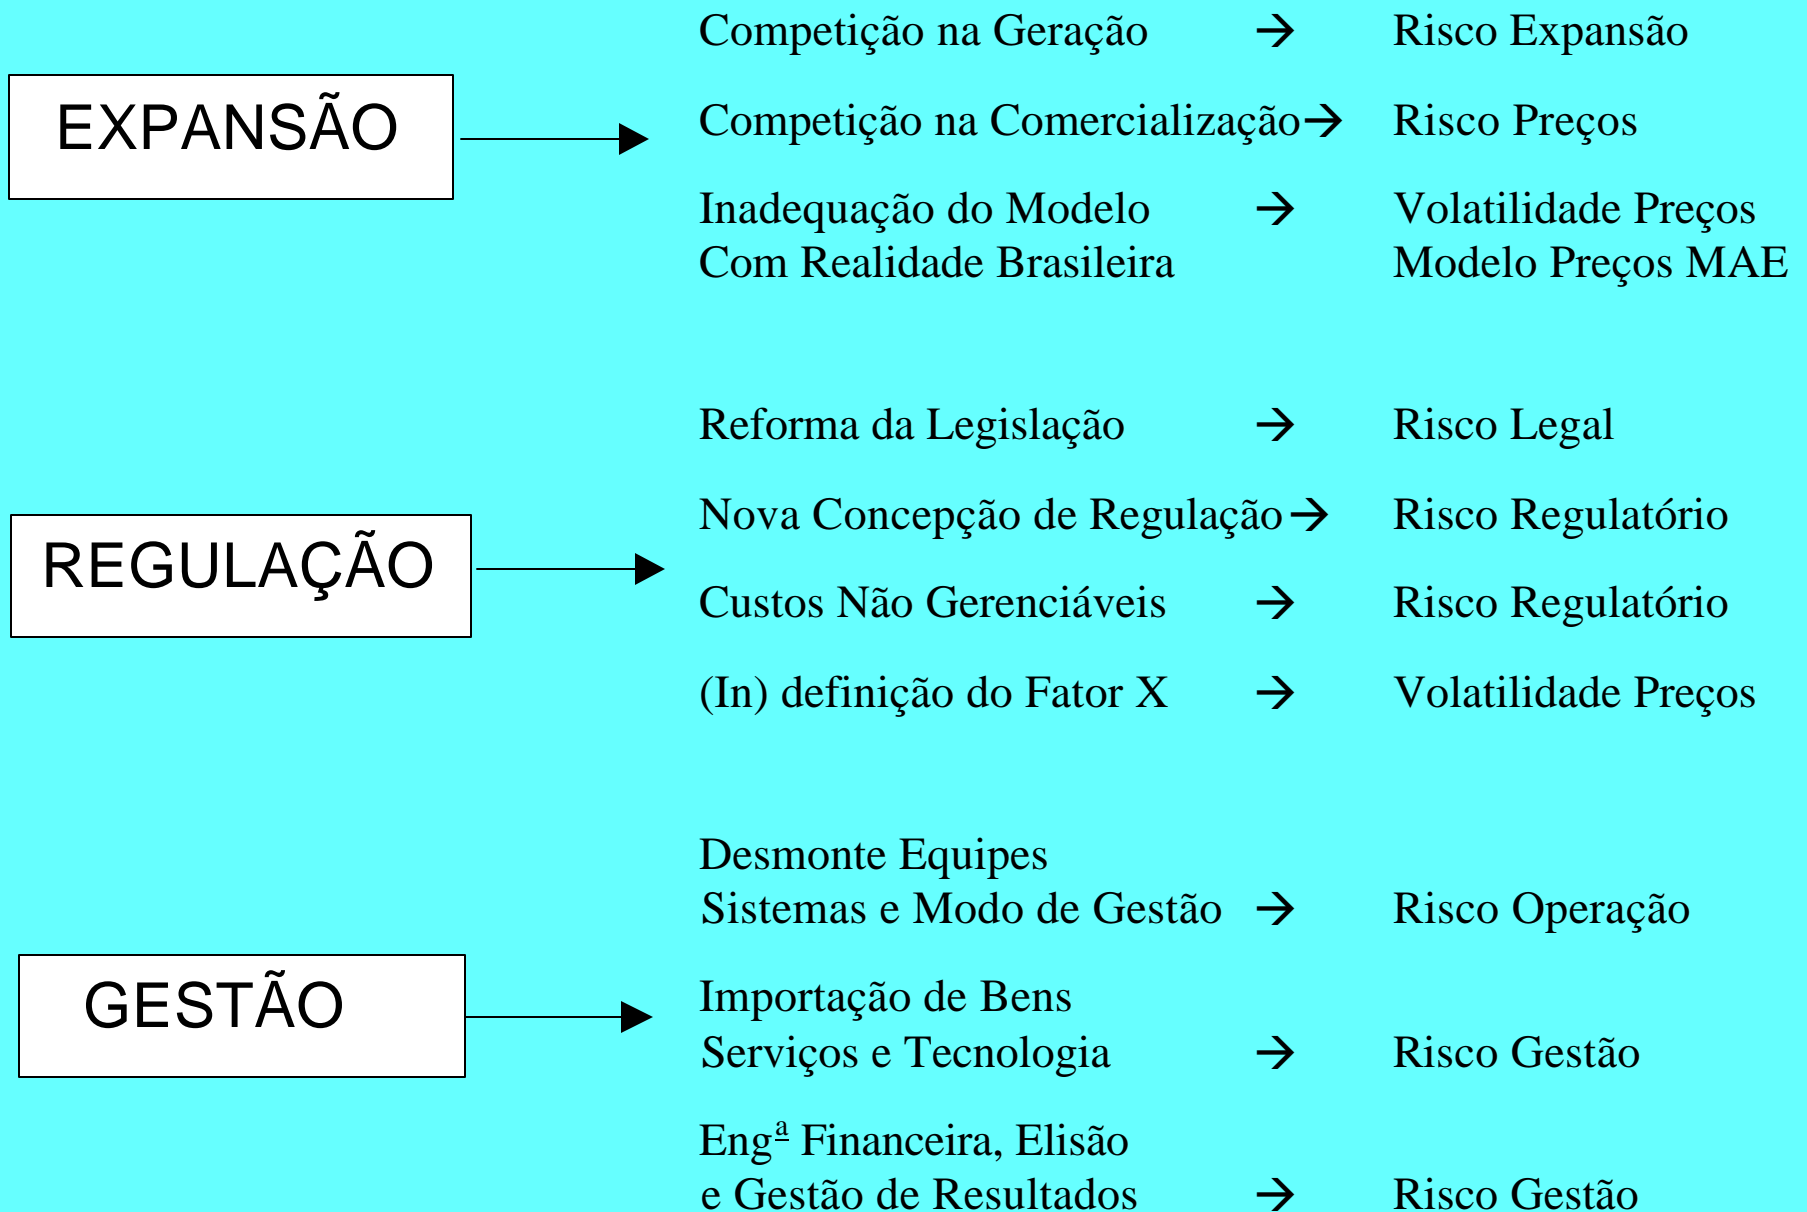 Competição na Geração → Risco Expansão
EXPANSÃO
Competição na Comercialização → Risco Preços
Inadequação do Modelo → Volatilidade Preços
Com Realidade Brasileira Modelo Preços MAE
Reforma da Legislação → Risco Legal
Nova Concepção de Regulação → Risco Regulatório
REGULAÇÃO
Custos Não Gerenciáveis → Risco Regulatório
(In) definição do Fator X → Volatilidade Preços
Desmonte Equipes
Sistemas e Modo de Gestão → Risco Operação
GESTÃO
Importação de Bens
Serviços e Tecnologia → Risco Gestão
Engª Financeira, Elisão
e Gestão de Resultados → Risco Gestão